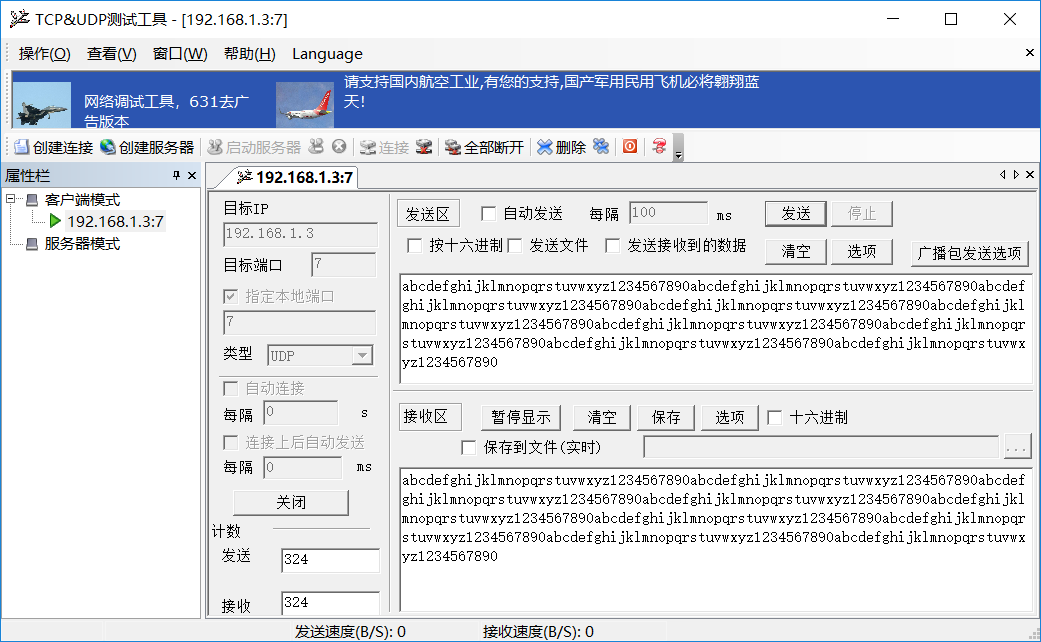 TCP&UDP测试工具 - [192.168.1.3:7]
操作(O) 查看(V) 窗口(W) 帮助(H) Language
网络调试工具，631去广
告版本
请支持国内航空工业,有您的支持,国产军用民用飞机必将翱翔蓝
天!
创建连接 创建服务器 启动服务器 连接 全部断开 删除
属性栏
客户端模式
192.168.1.3:7
服务器模式
192.168.1.3:7
目标IP
192.168.1.3
目标端口 7
指定本地端口
7
类型 UDP
自动连接
每隔 0 s
连接上后自动发送
每隔 0 ms
关闭
计数
发送 324
接收 324
发送区 自动发送 每隔 100 ms 发送 停止
按十六进制 发送文件 发送接收到的数据 清空 选项 广播包发送选项
abcdefghijklmnopqrstuvwxyz1234567890abcdefghijklmnopqrstuvwxyz1234567890abcdef
ghijklmnopqrstuvwxyz1234567890abcdefghijklmnopqrstuvwxyz1234567890abcdefghijkl
mnopqrstuvwxyz1234567890abcdefghijklmnopqrstuvwxyz1234567890abcdefghijklmnopqr
stuvwxyz1234567890abcdefghijklmnopqrstuvwxyz1234567890abcdefghijklmnopqrstuvwx
yz1234567890
接收区 暂停显示 清空 保存 选项 十六进制
保存到文件(实时) ...
abcdefghijklmnopqrstuvwxyz1234567890abcdefghijklmnopqrstuvwxyz1234567890abcdef
ghijklmnopqrstuvwxyz1234567890abcdefghijklmnopqrstuvwxyz1234567890abcdefghijkl
mnopqrstuvwxyz1234567890abcdefghijklmnopqrstuvwxyz1234567890abcdefghijklmnopqr
stuvwxyz1234567890abcdefghijklmnopqrstuvwxyz1234567890abcdefghijklmnopqrstuvwx
yz1234567890
发送速度(B/S): 0 接收速度(B/S): 0